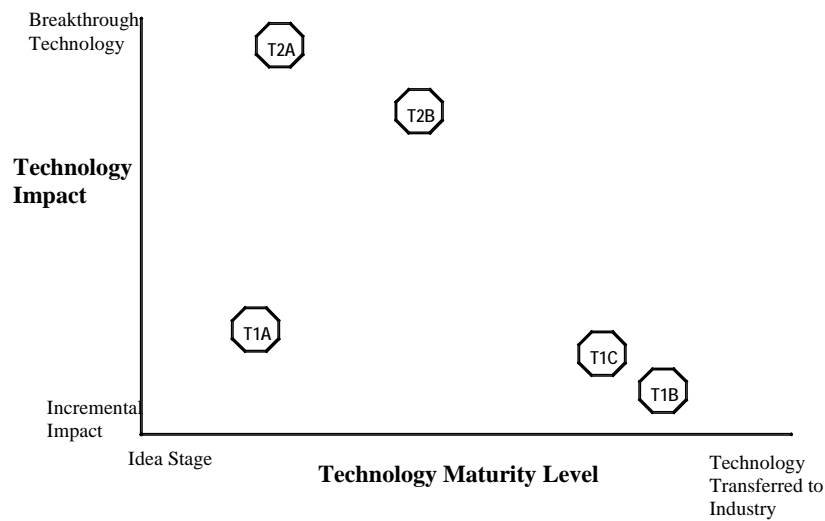 Breakthrough
Technology
T2A
T2B
Technology
Impact
T1A
T1C
T1B
Incremental
Impact
Idea Stage
Technology Maturity Level
Technology
Transferred to
Industry